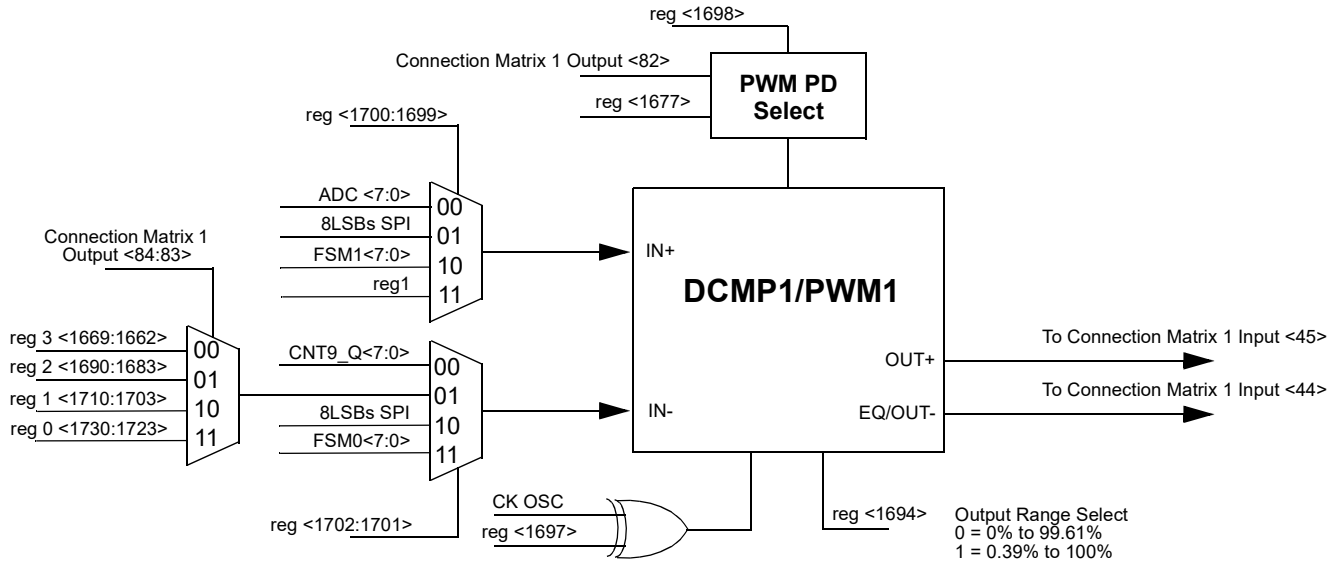 reg <1698>
Connection Matrix 1 Output <82>
reg <1677>
PWM PD
Select
reg <1700:1699>
ADC <7:0>
8LSBs SPI
FSM1<7:0>
reg1
00
01
10
11
Connection Matrix 1
Output <84:83>
reg 3 <1669:1662>
reg 2 <1690:1683>
reg 1 <1710:1703>
reg 0 <1730:1723>
00
01
10
11
CNT9_Q<7:0>
8LSBs SPI
FSM0<7:0>
00
01
10
11
reg <1702:1701>
IN+
DCMP1/PWM1
IN-
OUT+
EQ/OUT-
To Connection Matrix 1 Input <45>
To Connection Matrix 1 Input <44>
CK OSC
reg <1697>
reg <1694>
Output Range Select
0 = 0% to 99.61%
1 = 0.39% to 100%